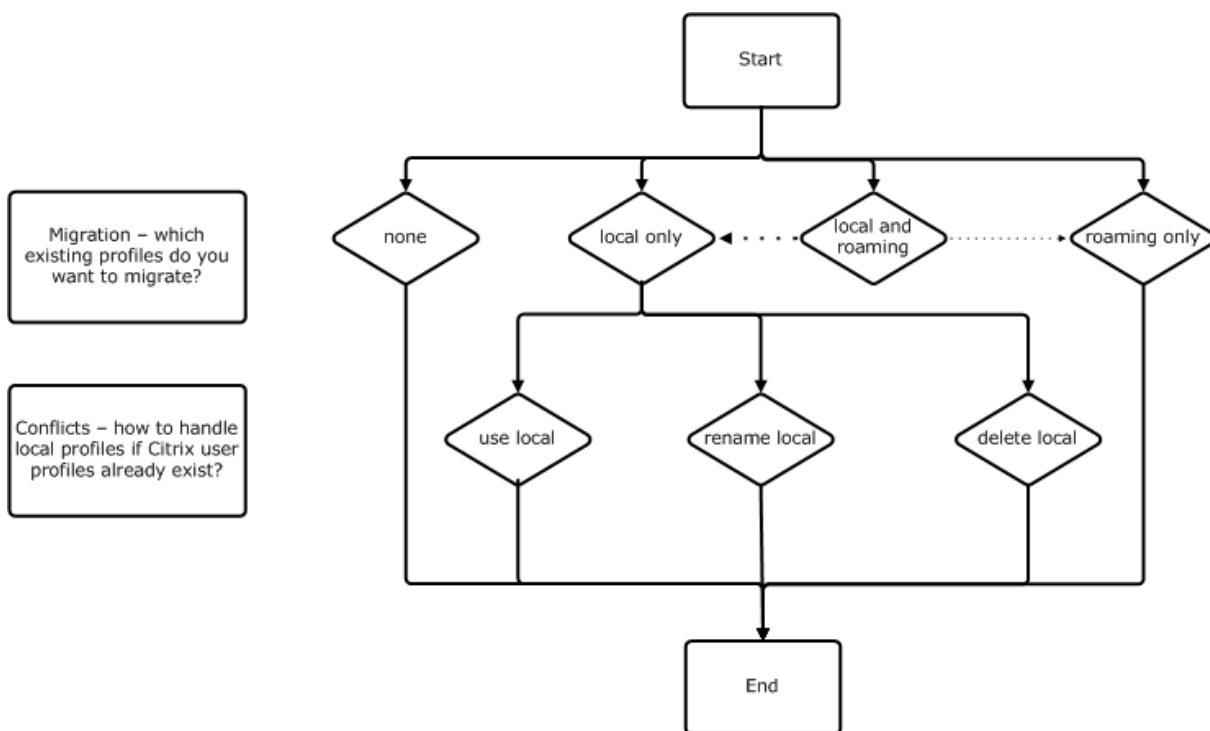 Start
Migration – which
existing profiles do you
want to migrate?
none
local only
local and
roaming
roaming only
Conflicts – how to handle
local profiles if Citrix user
profiles already exist?
use local
rename local
delete local
End